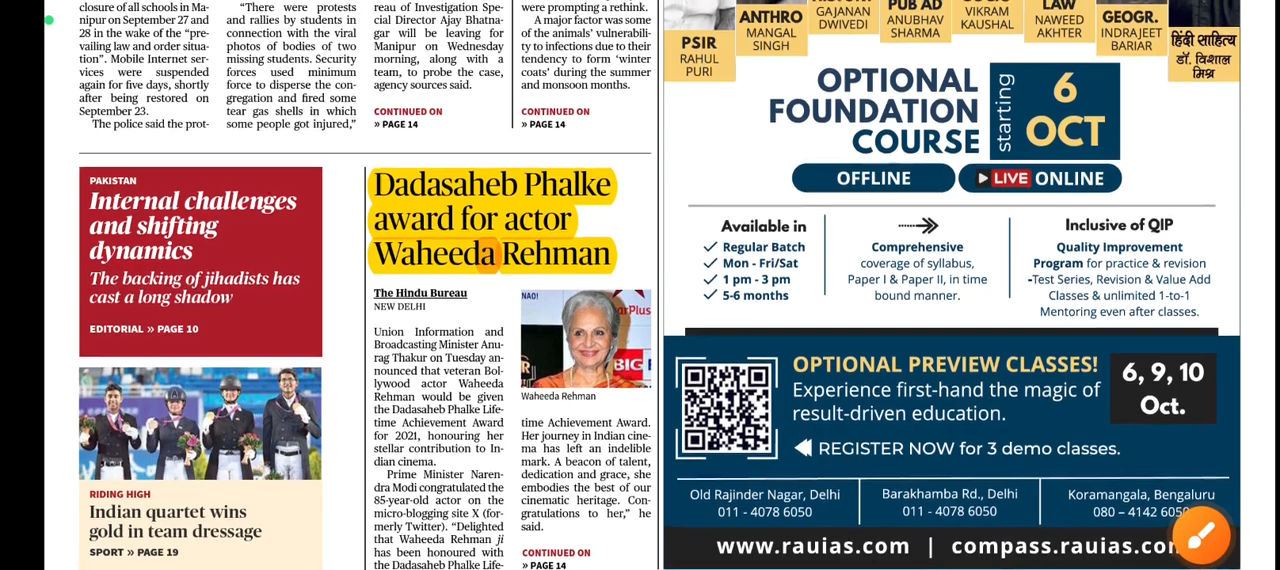 closure of all schools in Ma-
nipur on September 27 and
28 in the wake of the “pre-
vailing law and order situa-
tion”. Mobile Internet ser-
vices were suspended
again for five days, shortly
after being restored on
September 23.
The police said the prot-
“There were protests
and rallies by students in
connection with the viral
photos of bodies of two
missing students. Security
forces used minimum
force to disperse the con-
gregation and fired some
tear gas shells in which
some people got injured,”
reau of Investigation Spe-
cial Director Ajay Bhatna-
gar will be leaving for
Manipur on Wednesday
morning, along with a
team, to probe the case,
agency sources said.
CONTINUED ON
» PAGE 14
were prompting a rethink.
A major factor was some
of the animals’ vulnerabili-
ty to infections due to their
tendency to form ‘winter
coats’ during the summer
and monsoon months.
CONTINUED ON
» PAGE 14
PAKISTAN
Internal challenges
and shifting
dynamics
The backing of jihadists has
cast a long shadow
EDITORIAL » PAGE 10
RIDING HIGH
Indian quartet wins
gold in team dressage
SPORT » PAGE 19
Dadasaheb Phalke
award for actor
Waheeda Rehman
The Hindu Bureau
NEW DELHI
Union Information and
Broadcasting Minister Anu-
rag Thakur on Tuesday an-
nounced that veteran Bol-
lywood actor Waheeda
Rehman would be given
the Dadasaheb Phalke Life-
time Achievement Award
for 2021, honouring her
stellar contribution to In-
dian cinema.
Prime Minister Naren-
dra Modi congratulated the
85-year-old actor on the
micro-blogging site X (for-
merly Twitter). “Delighted
that Waheeda Rehman ji
has been honoured with
the Dadasaheb Phalke Life-
NAO!
arPlus
BIG
Waheeda Rehman
time Achievement Award.
Her journey in Indian cine-
ma has left an indelible
mark. A beacon of talent,
dedication and grace, she
embodies the best of our
cinematic heritage. Con-
gratulations to her,” he
said.
CONTINUED ON
» PAGE 14
PSIR
RAHUL
PURI
ANTHRO
MANGAL
SINGH
GAJANAN
DWIVEDI
PUB AD
ANUBHAV
SHARMA
VIKRAM
KAUSHAL
LAW
NAWEED
AKHTER
GEOGR.
INDRAJEET
BARIAR
हिंदी साहित्य
डॉ. विशाल
मिश्र
OPTIONAL
FOUNDATION
COURSE
starting
6
OCT
OFFLINE
LIVE ONLINE
Available in
Regular Batch
Mon - Fri/Sat
1 pm - 3 pm
5-6 months
Comprehensive
coverage of syllabus,
Paper I & Paper II, in time
bound manner.
Inclusive of QIP
Quality Improvement
Program for practice & revision
-Test Series, Revision & Value Add
Classes & unlimited 1-to-1
Mentoring even after classes.
OPTIONAL PREVIEW CLASSES!
Experience first-hand the magic of
result-driven education.
REGISTER NOW for 3 demo classes.
6, 9, 10
Oct.
Old Rajinder Nagar, Delhi
011 - 4078 6050
Barakhamba Rd., Delhi
011 - 4078 6050
Koramangala, Bengaluru
080 – 4142 6050
www.rauias.com | compass.rauias.con